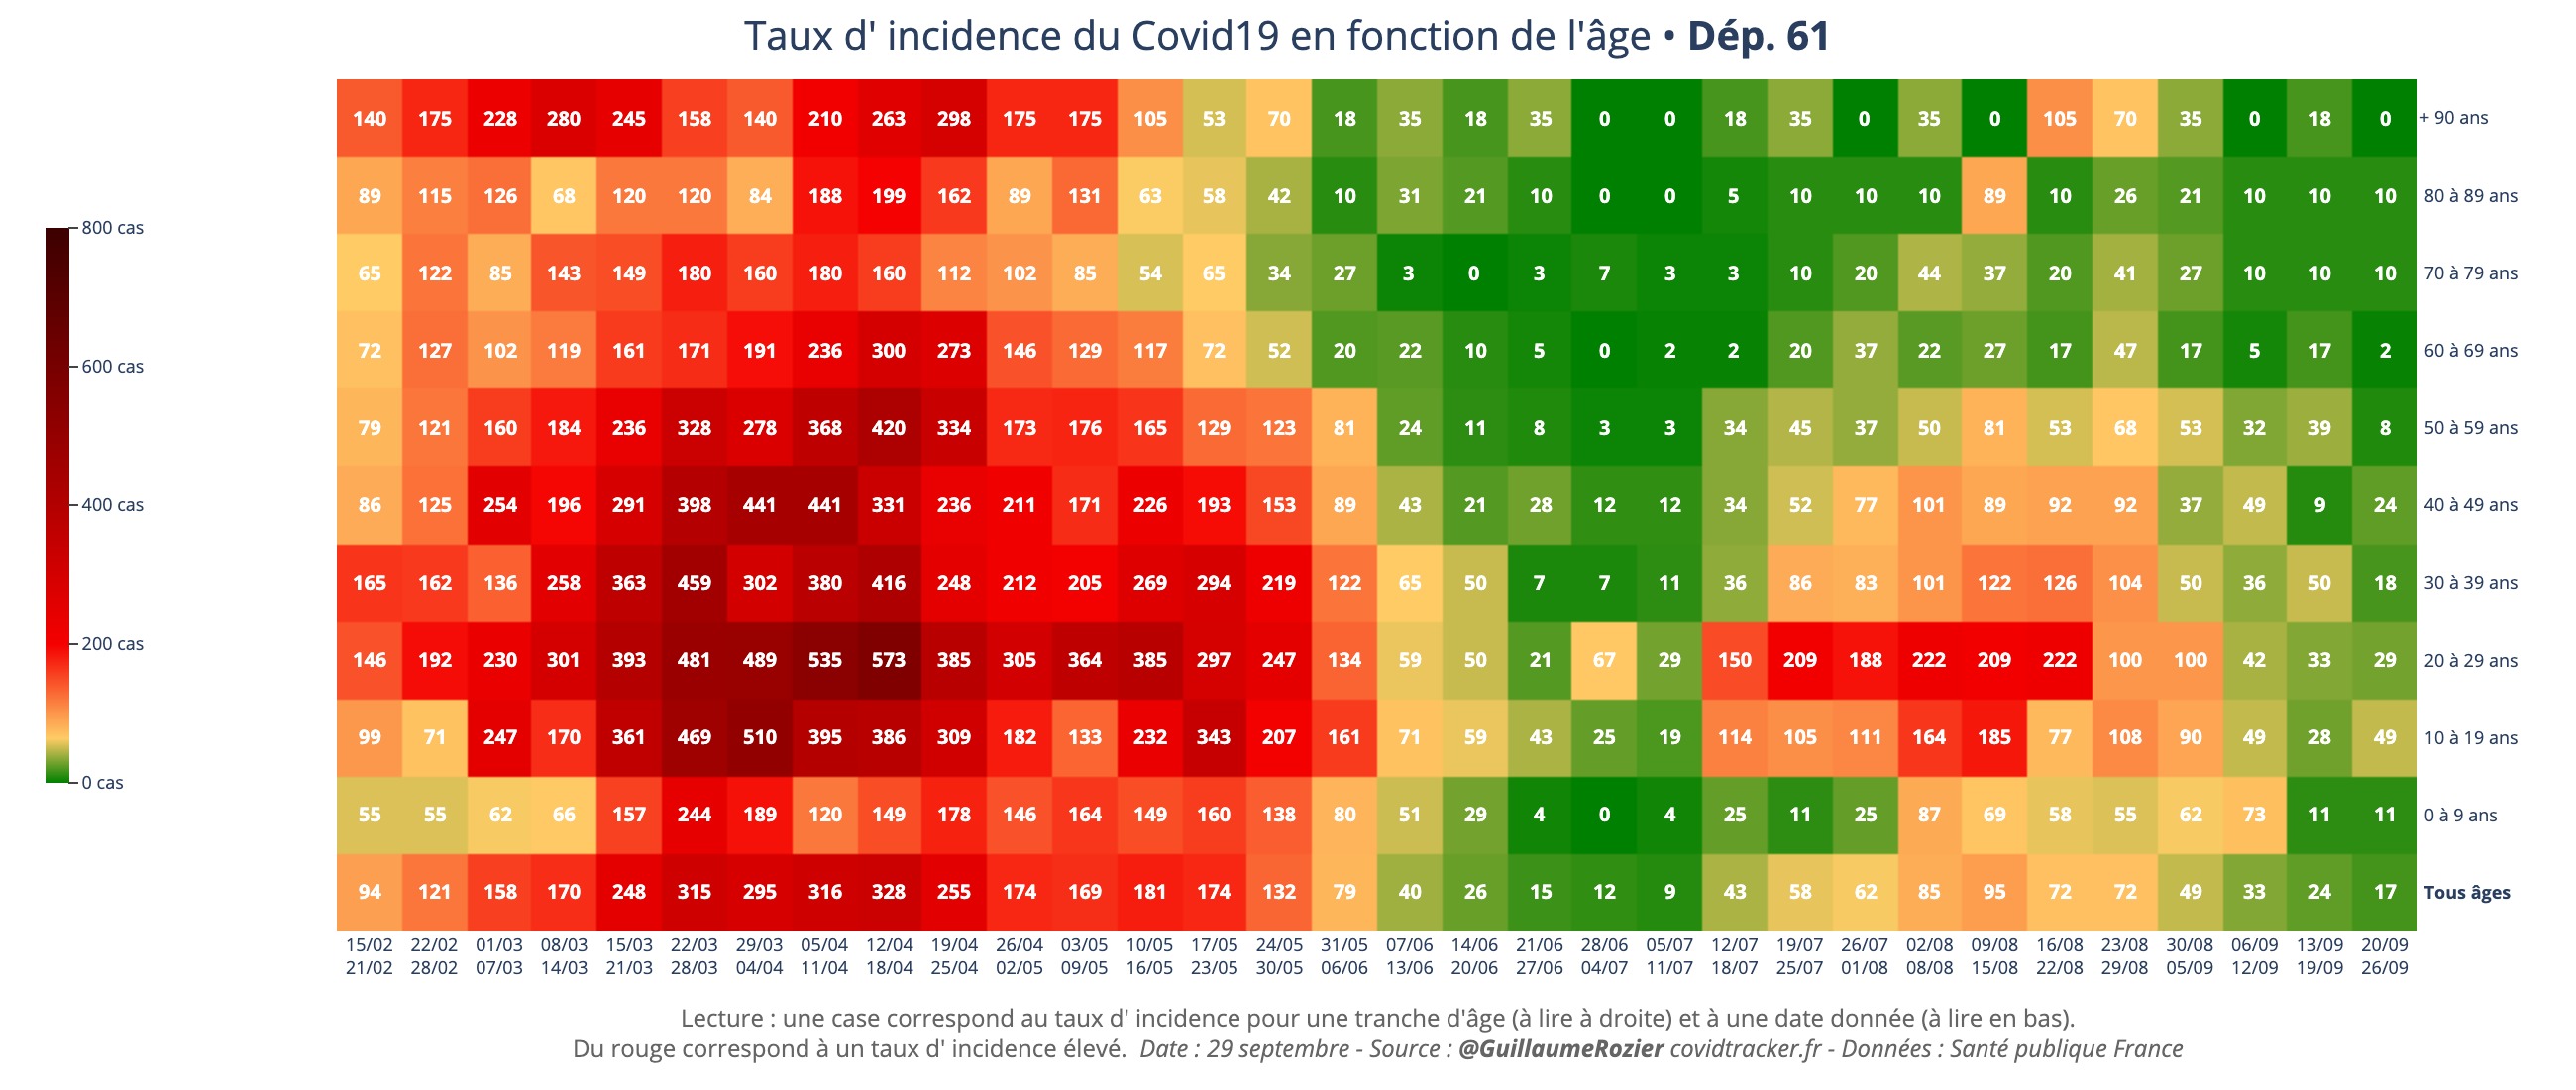 Taux d' incidence du Covid19 en fonction de l'âge • Dép. 61
800 cas
600 cas
400 cas
200 cas
0 cas
140 175 228 280 245 158 140 210 263 298 175 175 105 53 70 18 35 18 35 0 0 18 35 0 35 0 105 70 35 0 18 0 + 90 ans
89 115 126 68 120 120 84 188 199 162 89 131 63 58 42 10 31 21 10 0 0 5 10 10 10 89 10 26 21 10 10 10 80 à 89 ans
65 122 85 143 149 180 160 180 160 112 102 85 54 65 34 27 3 0 3 7 3 3 10 20 44 37 20 41 27 10 10 10 70 à 79 ans
72 127 102 119 161 171 191 236 300 273 146 129 117 72 52 20 22 10 5 0 2 2 20 37 22 27 17 47 17 5 17 2 60 à 69 ans
79 121 160 184 236 328 278 368 420 334 173 176 165 129 123 81 24 11 8 3 3 34 45 37 50 81 53 68 53 32 39 8 50 à 59 ans
86 125 254 196 291 398 441 441 331 236 211 171 226 193 153 89 43 21 28 12 12 34 52 77 101 89 92 92 37 49 9 24 40 à 49 ans
165 162 136 258 363 459 302 380 416 248 212 205 269 294 219 122 65 50 7 7 11 36 86 83 101 122 126 104 50 36 50 18 30 à 39 ans
146 192 230 301 393 481 489 535 573 385 305 364 385 297 247 134 59 50 21 67 29 150 209 188 222 209 222 100 100 42 33 29 20 à 29 ans
99 71 247 170 361 469 510 395 386 309 182 133 232 343 207 161 71 59 43 25 19 114 105 111 164 185 77 108 90 49 28 49 10 à 19 ans
55 55 62 66 157 244 189 120 149 178 146 164 149 160 138 80 51 29 4 0 4 25 11 25 87 69 58 55 62 73 11 11 0 à 9 ans
94 121 158 170 248 315 295 316 328 255 174 169 181 174 132 79 40 26 15 12 9 43 58 62 85 95 72 72 49 33 24 17 Tous âges
15/02 22/02 01/03 08/03 15/03 22/03 29/03 05/04 12/04 19/04 26/04 03/05 10/05 17/05 24/05 31/05 07/06 14/06 21/06 28/06 05/07 12/07 19/07 26/07 02/08 09/08 16/08 23/08 30/08 06/09 13/09 20/09
21/02 28/02 07/03 14/03 21/03 28/03 04/04 11/04 18/04 25/04 02/05 09/05 16/05 23/05 30/05 06/06 13/06 20/06 27/06 04/07 11/07 18/07 25/07 01/08 08/08 15/08 22/08 29/08 05/09 12/09 19/09 26/09
Lecture : une case correspond au taux d' incidence pour une tranche d'âge (à lire à droite) et à une date donnée (à lire en bas).
Du rouge correspond à un taux d' incidence élevé. Date : 29 septembre - Source : @GuillaumeRozier covidtracker.fr - Données : Santé publique France